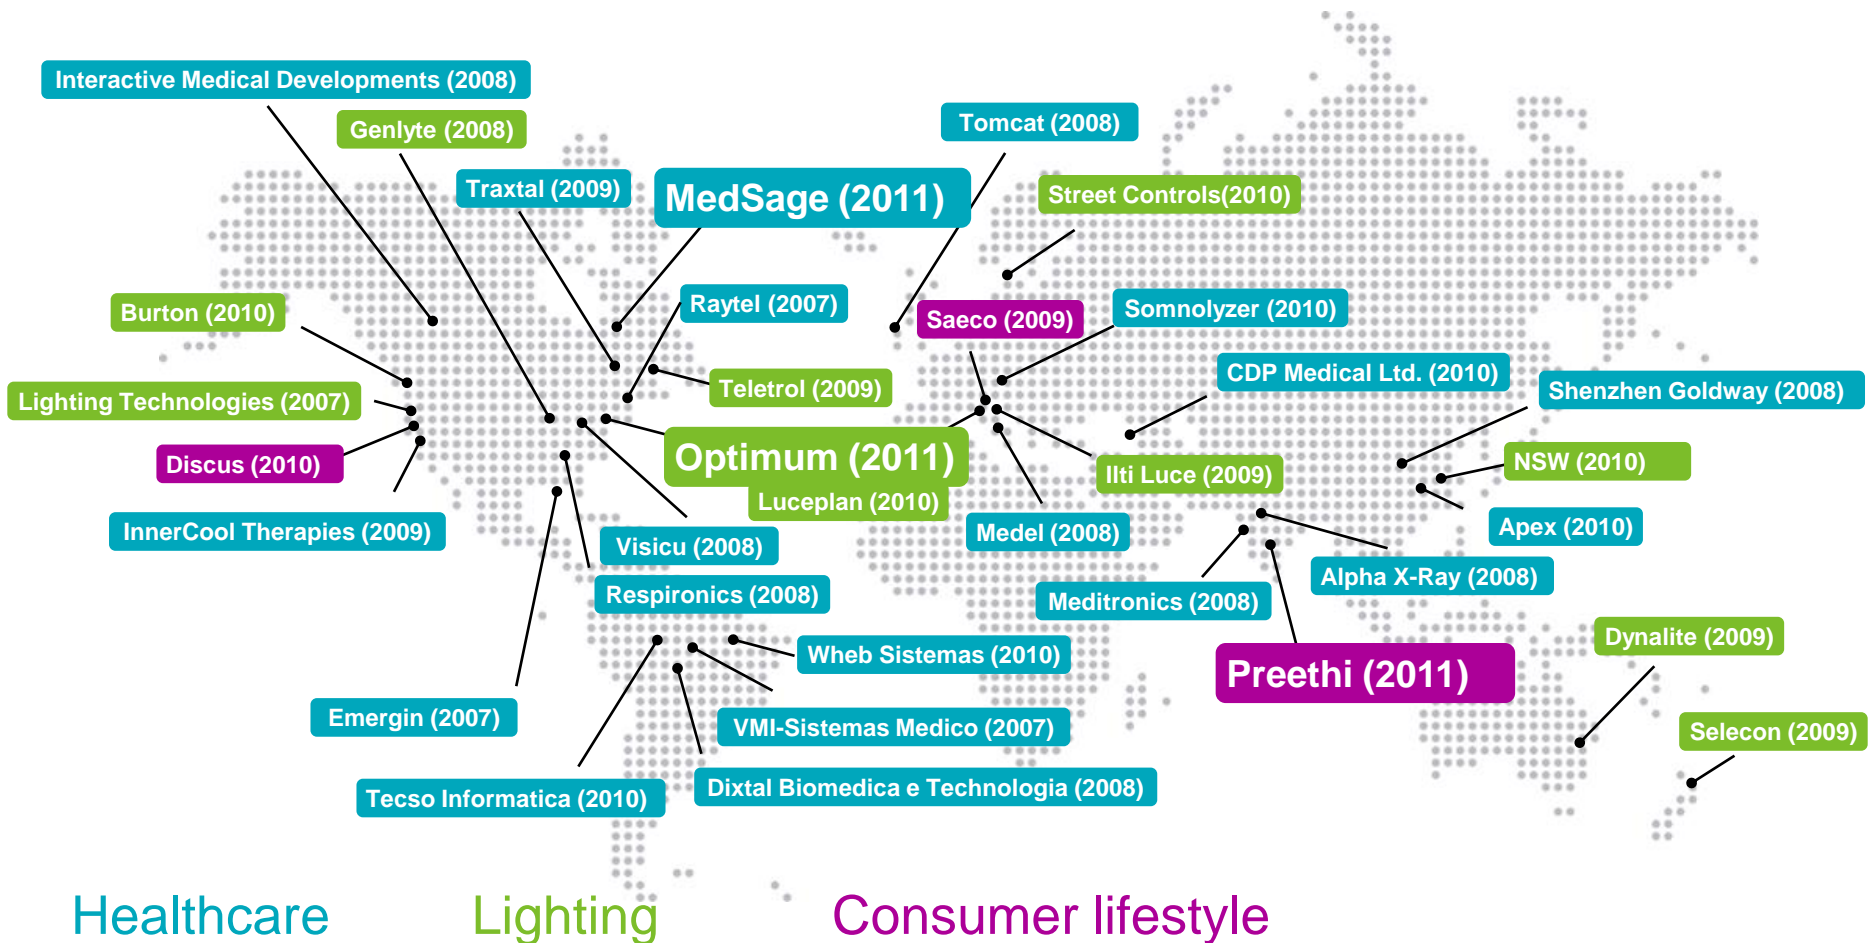 Interactive Medical Developments (2008)
Genlyte (2008)
Tomcat (2008)
Traxtal (2009)
MedSage (2011)
Street Controls(2010)
Burton (2010)
Raytel (2007)
Saeco (2009)
Somnolyzer (2010)
Lighting Technologies (2007)
Teletrol (2009)
CDP Medical Ltd. (2010)
Shenzhen Goldway (2008)
Discus (2010)
Optimum (2011)
Luceplan (2010)
Ilti Luce (2009)
NSW (2010)
InnerCool Therapies (2009)
Visicu (2008)
Medel (2008)
Apex (2010)
Respironics (2008)
Meditronics (2008)
Alpha X-Ray (2008)
Wheb Sistemas (2010)
Preethi (2011)
Dynalite (2009)
Emergin (2007)
VMI-Sistemas Medico (2007)
Selecon (2009)
Tecso Informatica (2010)
Dixtal Biomedica e Technologia (2008)
Healthcare
Lighting
Consumer lifestyle